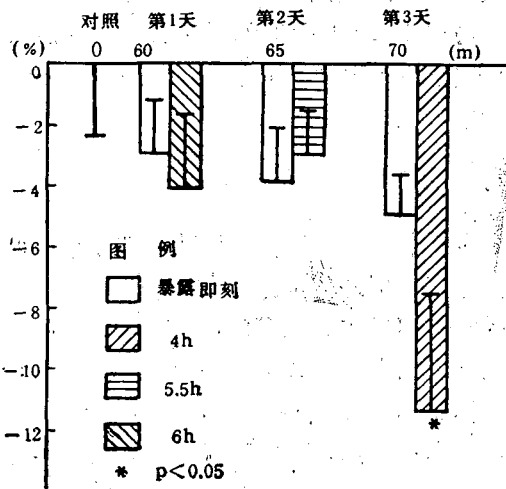 对照 第1天 第2天 第3天
(%) 0 60 65 70 (m)
0
-2
-4
-6
-8
-10
-12
图 例
暴露即刻
4h
5.5h
6h
* p<0.05
*